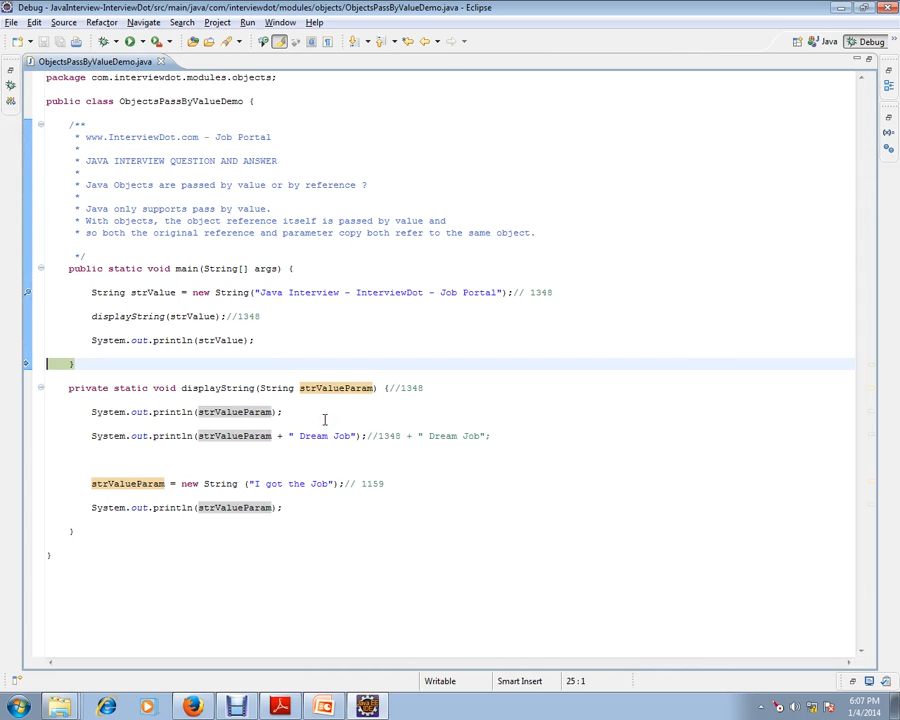 Debug - JavaInterview-InterviewDot/src/main/java/com/interviewdot/modules/objects/ObjectsPassByValueDemo.java - Eclipse
File Edit Source Refactor Navigate Search Project Run Window Help
Java Debug
ObjectsPassByValueDemo.java
package com.interviewdot.modules.objects;
public class ObjectsPassByValueDemo {
/**
* www.InterviewDot.com - Job Portal
*
* JAVA INTERVIEW QUESTION AND ANSWER
*
* Java Objects are passed by value or by reference ?
*
* Java only supports pass by value.
* With objects, the object reference itself is passed by value and
* so both the original reference and parameter copy both refer to the same object.
*/
public static void main(String[] args) {
String strValue = new String("Java Interview - InterviewDot - Job Portal");// 1348
displayString(strValue);//1348
System.out.println(strValue);
}
private static void displayString(String strValueParam) {//1348
System.out.println(strValueParam);
System.out.println(strValueParam + " Dream Job");//1348 + " Dream Job";
strValueParam = new String ("I got the Job");// 1159
System.out.println(strValueParam);
}
}
Writable Smart Insert 25 : 1
6:07 PM
1/4/2014